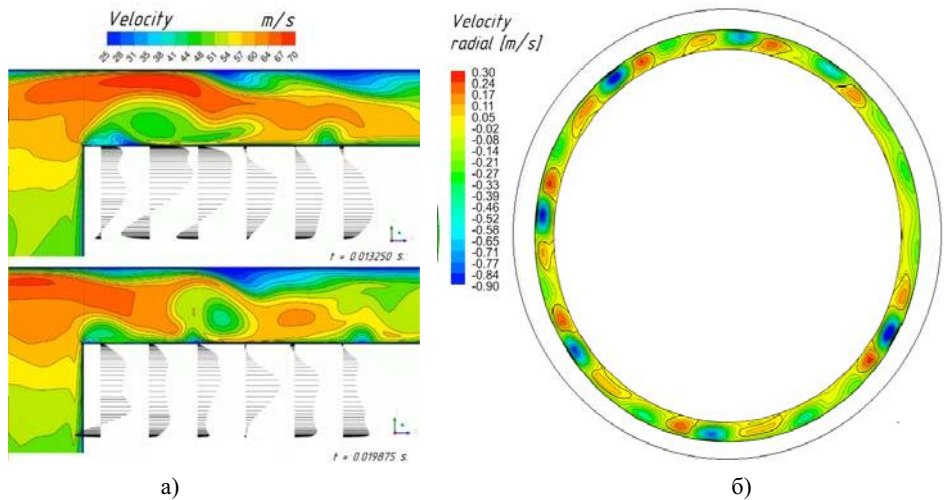 Velocity m/s
25 28 31 35 38 41 44 48 51 54 57 60 64 67 70
t = 0.013250 s.
t = 0.019875 s.
а)
Velocity
radial [m/s]
0.30
0.24
0.17
0.11
0.05
-0.02
-0.08
-0.14
-0.21
-0.27
-0.33
-0.39
-0.46
-0.52
-0.58
-0.65
-0.71
-0.77
-0.84
-0.90
б)